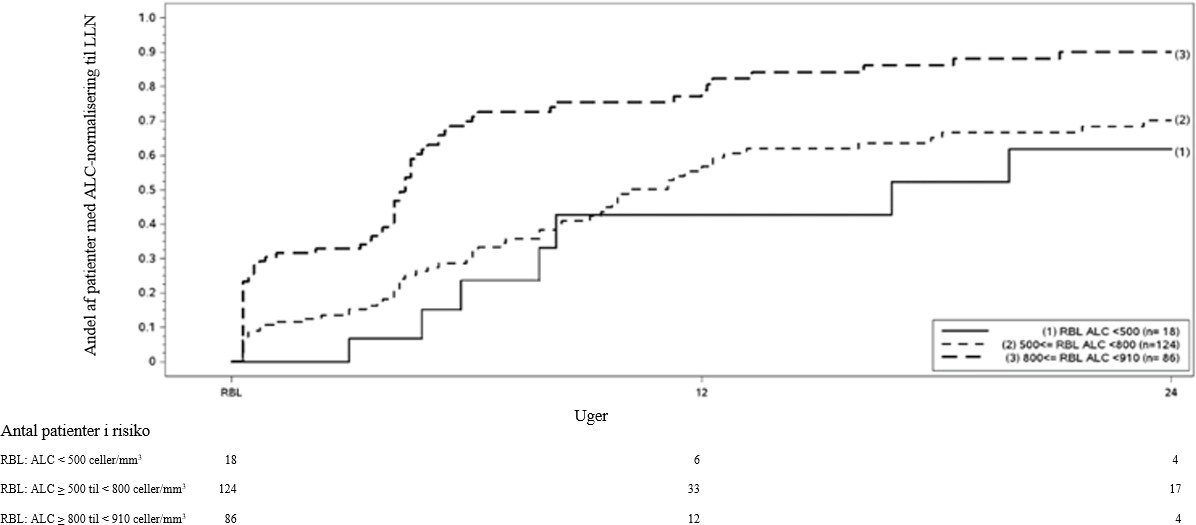 Andel af patienter med ALC-normalisering til LLN
1.0
0.9
0.8
0.7
0.6
0.5
0.4
0.3
0.2
0.1
0
(3)
(2)
(1)
(1) RBL ALC <500 (n= 18)
(2) 500<= RBL ALC <800 (n=124)
(3) 800<= RBL ALC <910 (n= 86)
RBL 12 24
Uger
Antal patienter i risiko
RBL: ALC < 500 celler/mm³ 18 6 4
RBL: ALC ≥ 500 til < 800 celler/mm³ 124 33 17
RBL: ALC ≥ 800 til < 910 celler/mm³ 86 12 4